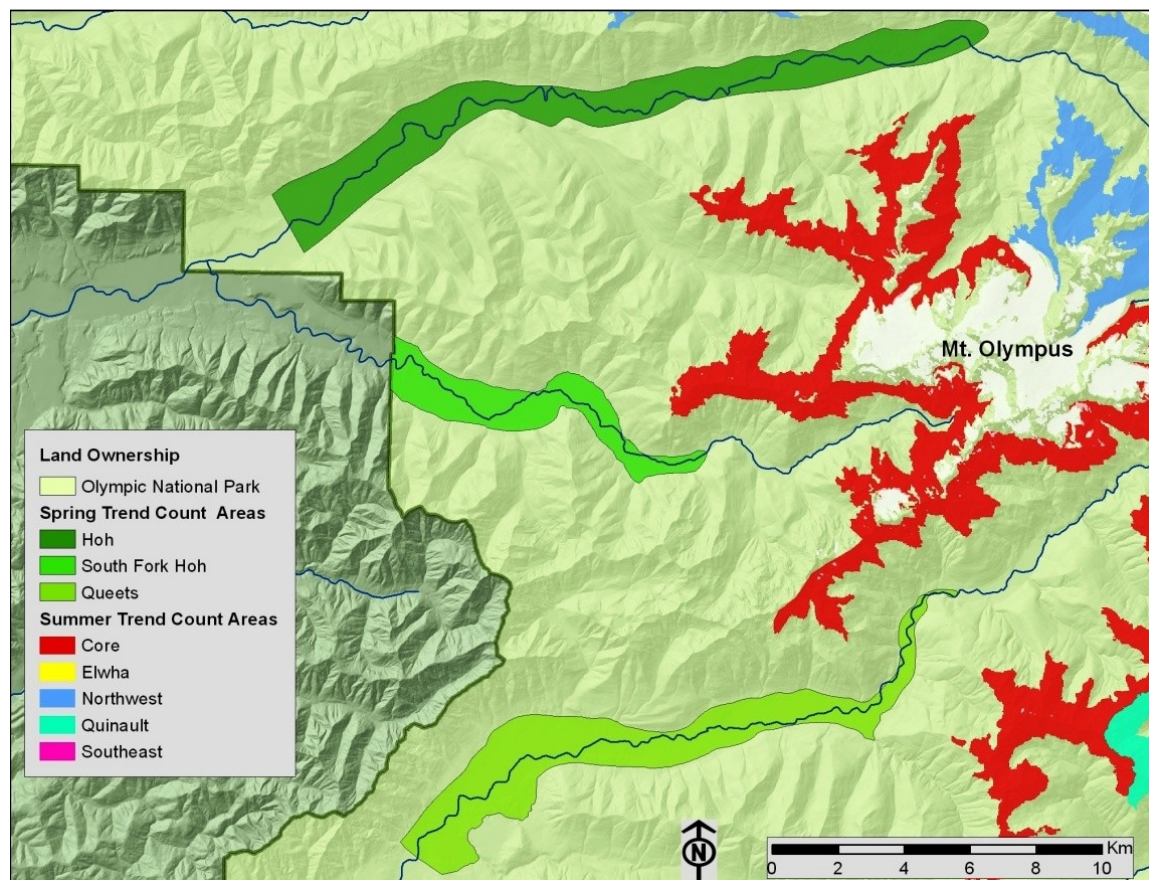 Mt. Olympus
Land Ownership
Olympic National Park
Spring Trend Count Areas
Hoh
South Fork Hoh
Queets
Summer Trend Count Areas
Core
Elwha
Northwest
Quinault
Southeast
N
Km
0 2 4 6 8 10